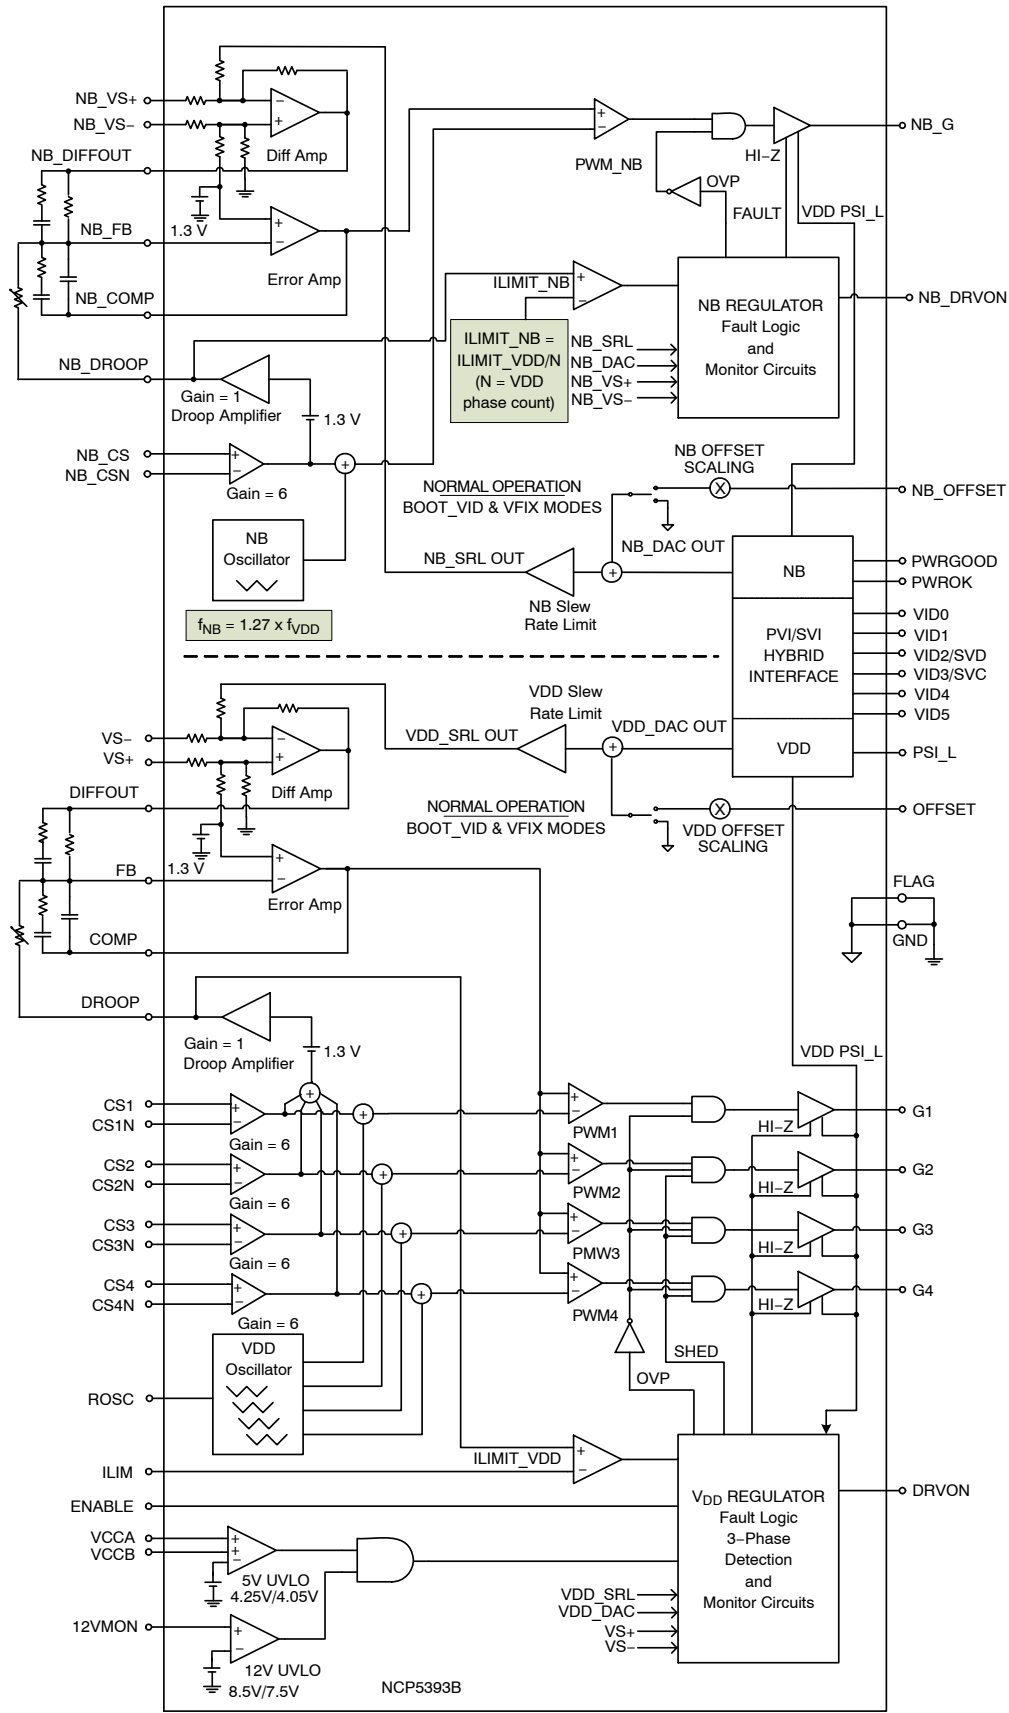 NB_VS+
NB_VS−
Diff Amp
NB_DIFFOUT
1.3 V
NB_FB
Error Amp
NB_COMP
NB_DROOP
Gain = 1
Droop Amplifier
1.3 V
NB_CS
NB_CSN
Gain = 6
NB
Oscillator
fNB = 1.27 x fVDD
PWM_NB
OVP
HI−Z
NB_G
FAULT
VDD PSI_L
ILIMIT_NB
ILIMIT_NB =
ILIMIT_VDD/N
(N = VDD
phase count)
NB_SRL
NB_DAC
NB_VS+
NB_VS−
NB REGULATOR
Fault Logic
and
Monitor Circuits
NB_DRVON
NB OFFSET
SCALING
X
NB_OFFSET
NORMAL OPERATION
BOOT_VID & VFIX MODES
NB_SRL OUT
NB_DAC OUT
NB Slew
Rate Limit
NB
PVI/SVI
HYBRID
INTERFACE
VDD
PWRGOOD
PWROK
VID0
VID1
VID2/SVD
VID3/SVC
VID4
VID5
PSI_L
VDD Slew
Rate Limit
VDD_SRL OUT
VDD_DAC OUT
VS−
VS+
Diff Amp
DIFFOUT
NORMAL OPERATION
BOOT_VID & VFIX MODES
X
VDD OFFSET
SCALING
OFFSET
1.3 V
FB
Error Amp
COMP
FLAG
GND
DROOP
Gain = 1
Droop Amplifier
1.3 V
VDD PSI_L
CS1
CS1N
Gain = 6
PWM1
HI−Z
G1
CS2
CS2N
Gain = 6
PWM2
HI−Z
G2
CS3
CS3N
Gain = 6
PMW3
HI−Z
G3
CS4
CS4N
Gain = 6
PWM4
HI−Z
G4
VDD
Oscillator
ROSC
SHED
OVP
ILIMIT_VDD
ILIM
ENABLE
VCCA
VCCB
5V UVLO
4.25V/4.05V
12VMON
12V UVLO
8.5V/7.5V
VDD REGULATOR
Fault Logic
3−Phase
Detection
and
Monitor Circuits
DRVON
VDD_SRL
VDD_DAC
VS+
VS−
NCP5393B